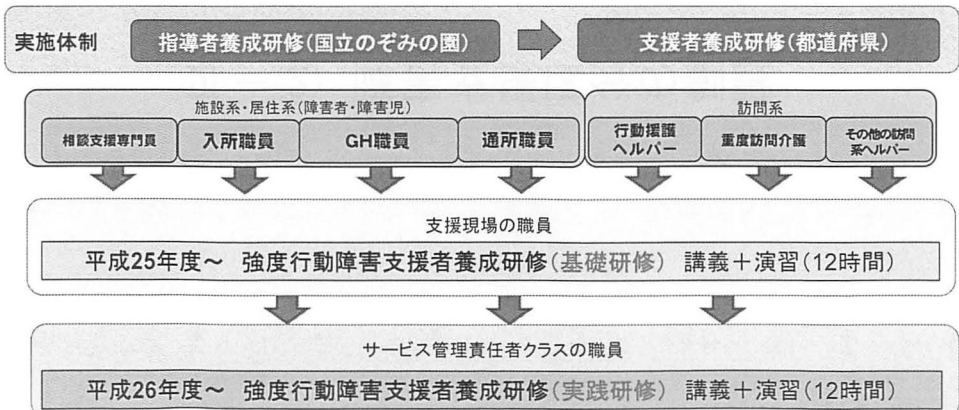 実施体制 指導者養成研修(国立のぞみの園) 支援者養成研修(都道府県)
施設系・居住系(障害者・障害児) 訪問系
相談支援専門員 入所職員 GH職員 通所職員 行動援護ヘルパー 重度訪問介護 その他の訪問系ヘルパー
支援現場の職員
平成25年度～ 強度行動障害支援者養成研修(基礎研修) 講義＋演習(12時間)
サービス管理責任者クラスの職員
平成26年度～ 強度行動障害支援者養成研修(実践研修) 講義＋演習(12時間)